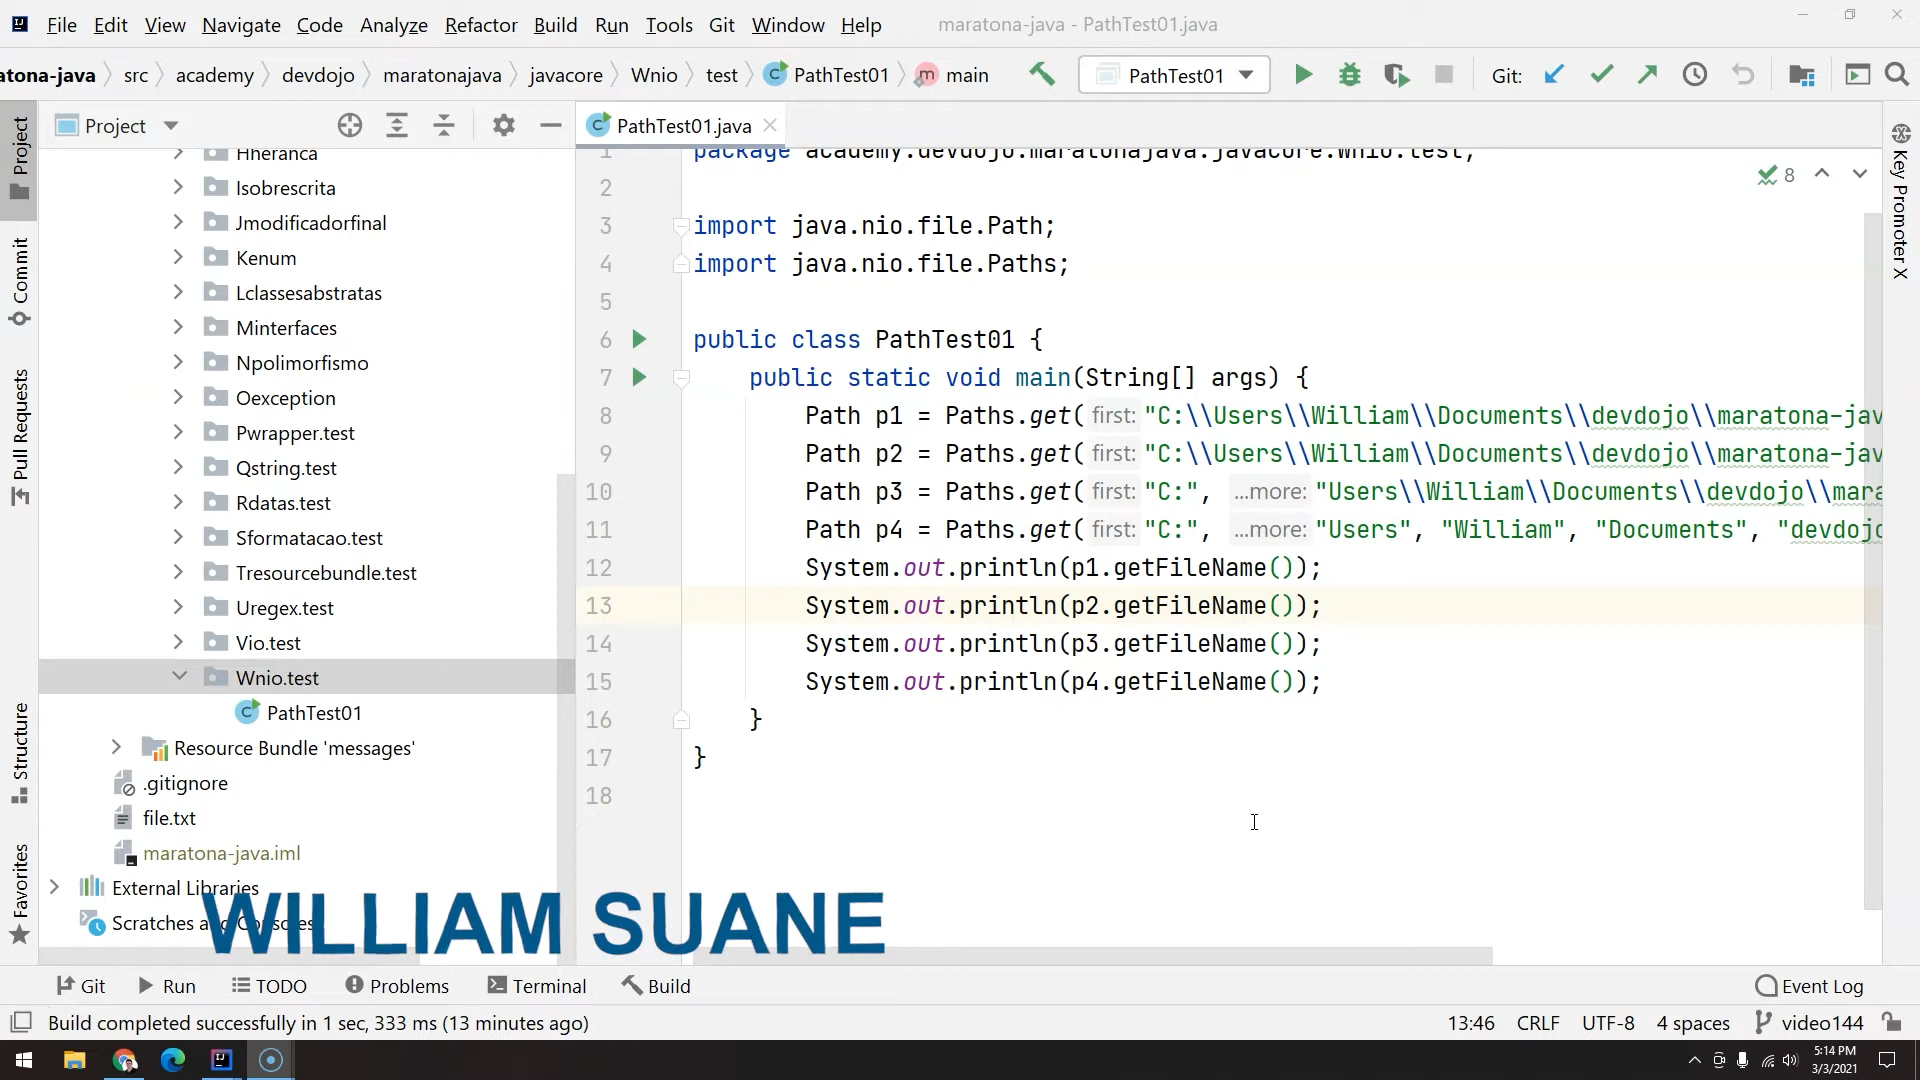 File Edit View Navigate Code Analyze Refactor Build Run Tools Git Window Help maratona-java - PathTest01.java
atona-java src academy devdojo maratonajava javacore Wnio test PathTest01 main PathTest01 Git:
Project
PathTest01.java
Project
Commit
Pull Requests
Structure
Favorites
Key Promoter X
Hheranca
Isobrescrita
Jmodificadorfinal
Kenum
Lclassesabstratas
Minterfaces
Npolimorfismo
Oexception
Pwrapper.test
Qstring.test
Rdatas.test
Sformatacao.test
Tresourcebundle.test
Uregex.test
Vio.test
Wnio.test
PathTest01
Resource Bundle 'messages'
.gitignore
file.txt
maratona-java.iml
External Libraries
Scratches and Consoles
8
1 package academy.devdojo.maratonajava.javacore.Wnio.test;
2
3 import java.nio.file.Path;
4 import java.nio.file.Paths;
5
6 public class PathTest01 {
7 public static void main(String[] args) {
8 Path p1 = Paths.get( first: "C:\\Users\\William\\Documents\\devdojo\\maratona-jav
9 Path p2 = Paths.get( first: "C:\\Users\\William\\Documents\\devdojo\\maratona-jav
10 Path p3 = Paths.get( first: "C:", ...more: "Users\\William\\Documents\\devdojo\\mara
11 Path p4 = Paths.get( first: "C:", ...more: "Users", "William", "Documents", "devdojo
12 System.out.println(p1.getFileName());
13 System.out.println(p2.getFileName());
14 System.out.println(p3.getFileName());
15 System.out.println(p4.getFileName());
16 }
17 }
18
WILLIAM SUANE
Git Run TODO Problems Terminal Build Event Log
Build completed successfully in 1 sec, 333 ms (13 minutes ago) 13:46 CRLF UTF-8 4 spaces video144
5:14 PM
3/3/2021